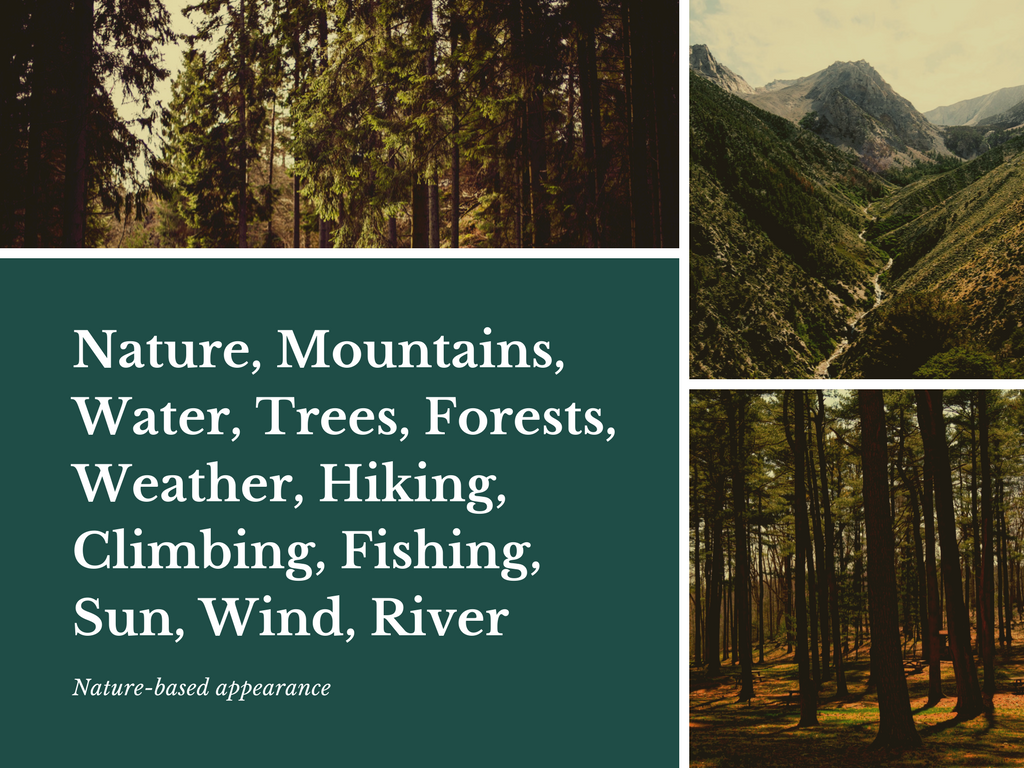 Nature, Mountains,
Water, Trees, Forests,
Weather, Hiking,
Climbing, Fishing,
Sun, Wind, River
Nature-based appearance